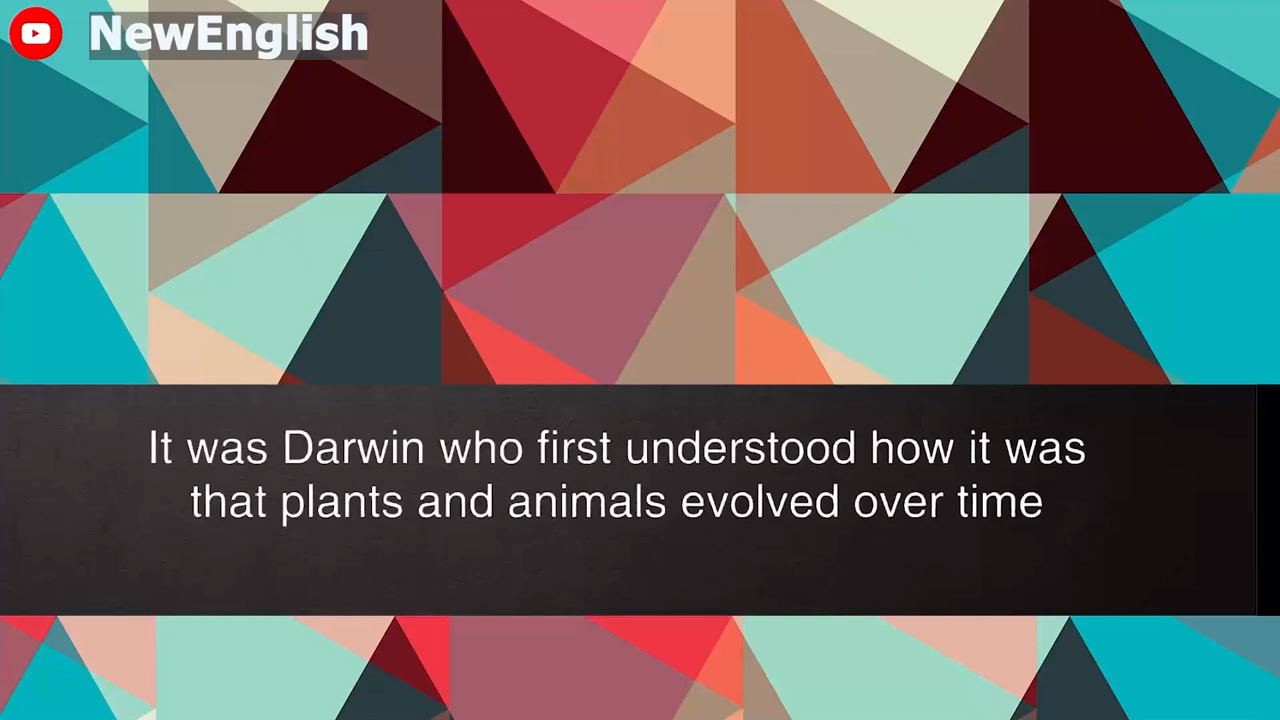 NewEnglish
It was Darwin who first understood how it was
that plants and animals evolved over time